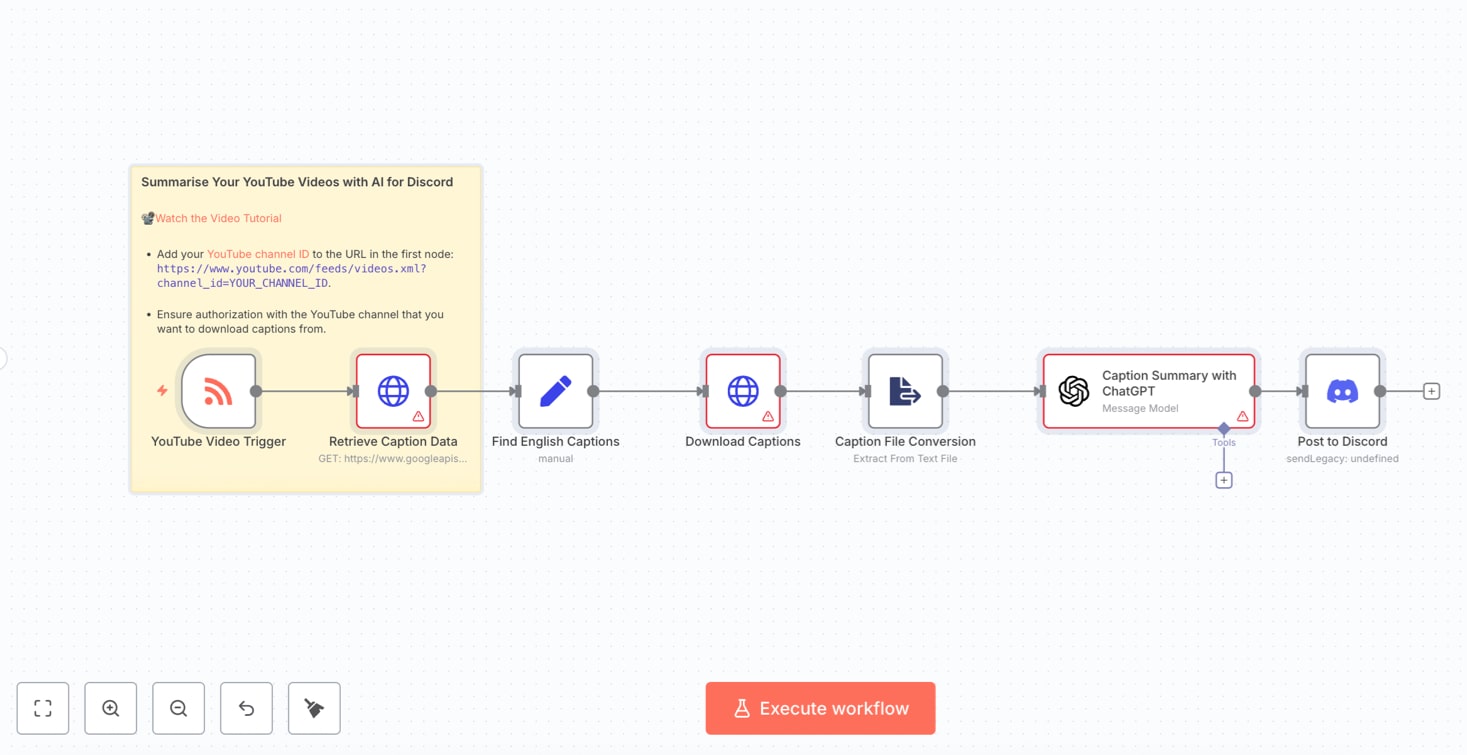 Summarise Your YouTube Videos with AI for Discord
Watch the Video Tutorial
• Add your YouTube channel ID to the URL in the first node:
https://www.youtube.com/feeds/videos.xml?
channel_id=YOUR_CHANNEL_ID.
• Ensure authorization with the YouTube channel that you
want to download captions from.
YouTube Video Trigger
Retrieve Caption Data
GET: https://www.googleapis...
Find English Captions
manual
Download Captions
Caption File Conversion
Extract From Text File
Caption Summary with
ChatGPT
Message Model
Tools
Post to Discord
sendLegacy: undefined
Execute workflow